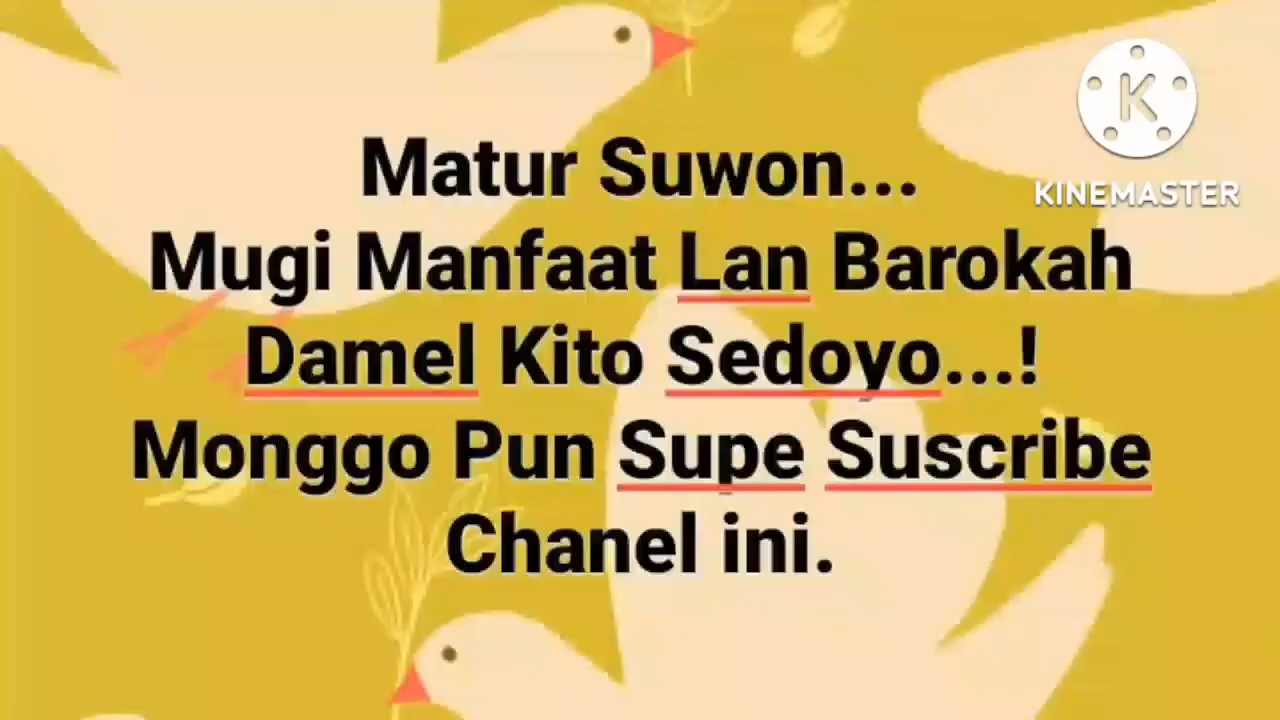 Matur Suwon...
Mugi Manfaat Lan Barokah
Damel Kito Sedoyo...!
Monggo Pun Supe Suscribe
Chanel ini.
K
KINEMASTER